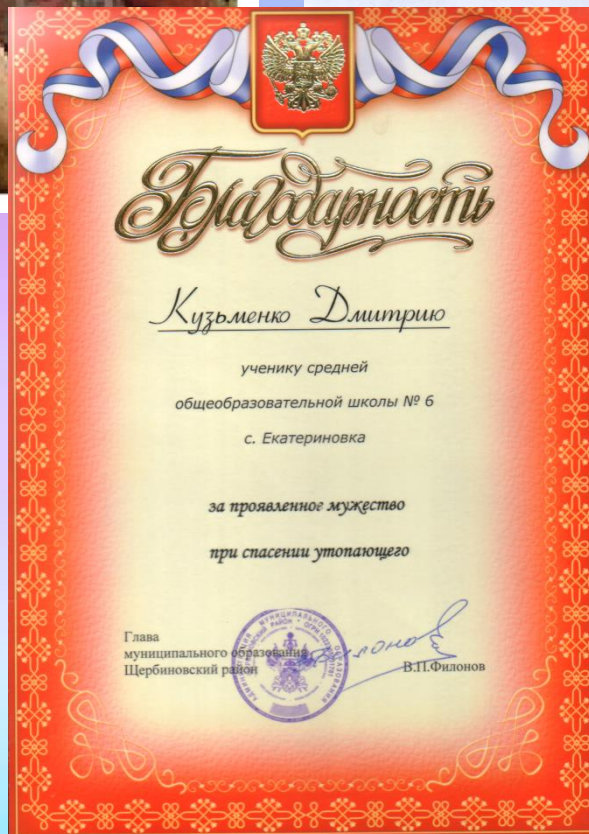 Благодарность
Кузьменко Дмитрию
ученику средней
общеобразовательной школы № 6
с. Екатериновка
за проявленное мужество
при спасении утопающего
Глава
муниципального образования
Щербиновский район
В.П.Филонов